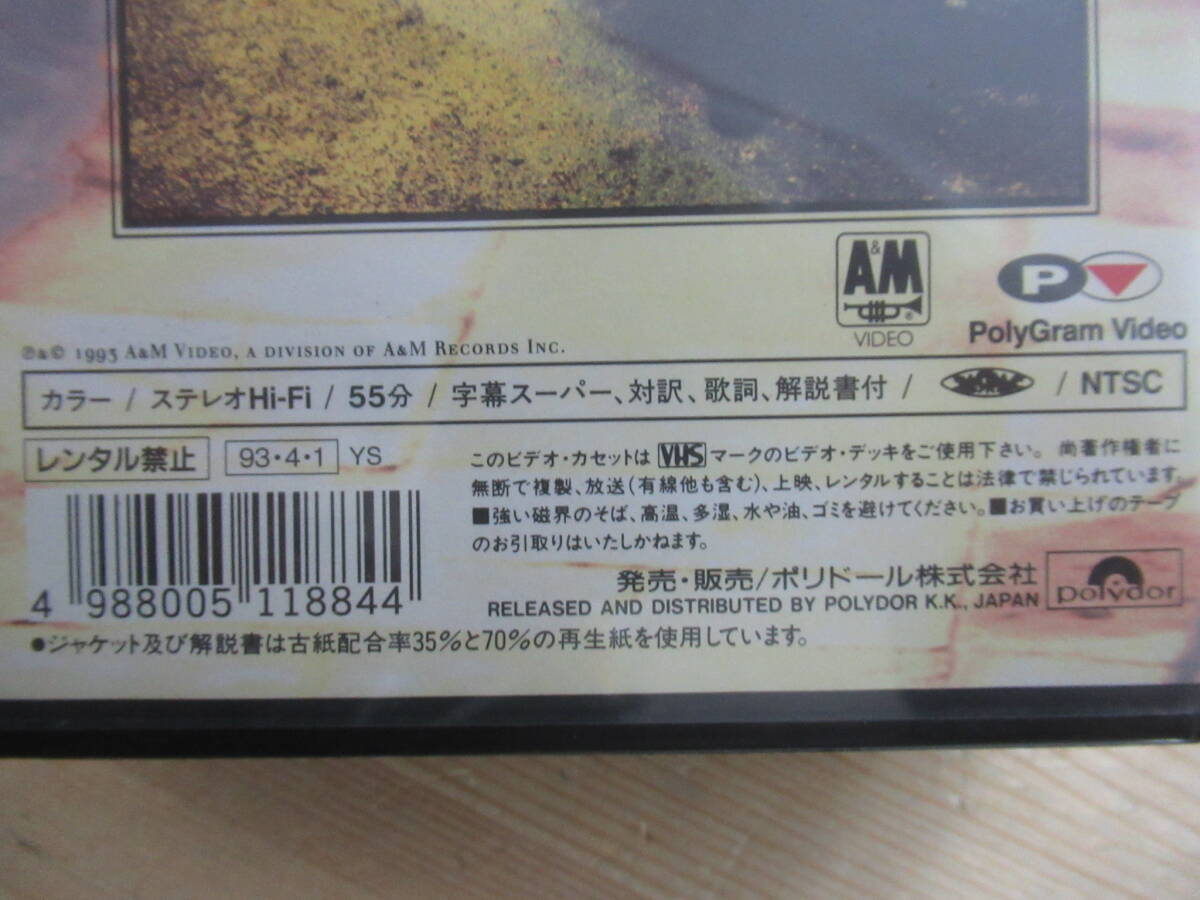 A&M
VIDEO
P
PolyGram Video
℗&© 1993 A&M VIDEO, A DIVISION OF A&M RECORDS INC.
カラー / ステレオHi-Fi / 55分 / 字幕スーパー、対訳、歌詞、解説書付 / / NTSC
レンタル禁止 93・4・1 YS
このビデオ・カセットは VHS マークのビデオ・デッキをご使用下さい。 尚著作権者に
無断で複製、放送(有線他も含む)、上映、レンタルすることは法律で禁じられています。
■強い磁界のそば、高温、多湿、水や油、ゴミを避けてください。■お買い上げのテープ
のお引取りはいたしかねます。
発売・販売/ポリドール株式会社
RELEASED AND DISTRIBUTED BY POLYDOR K.K., JAPAN
polydor
4 988005 118844
●ジャケット及び解説書は古紙配合率35%と70%の再生紙を使用しています。